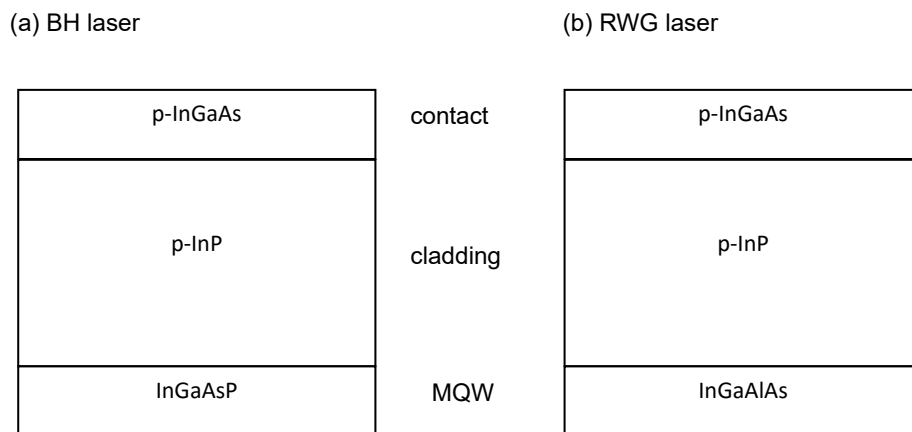 (a) BH laser (b) RWG laser
p-InGaAs contact p-InGaAs
p-InP cladding p-InP
InGaAsP MQW InGaAlAs